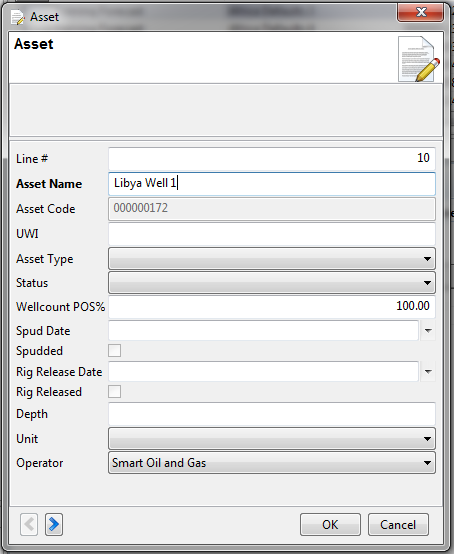 Asset
Asset
Line # 10
Asset Name Libya Well 1
Asset Code 000000172
UWI
Asset Type
Status
Wellcount POS% 100.00
Spud Date
Spudded
Rig Release Date
Rig Released
Depth
Unit
Operator Smart Oil and Gas
OK Cancel